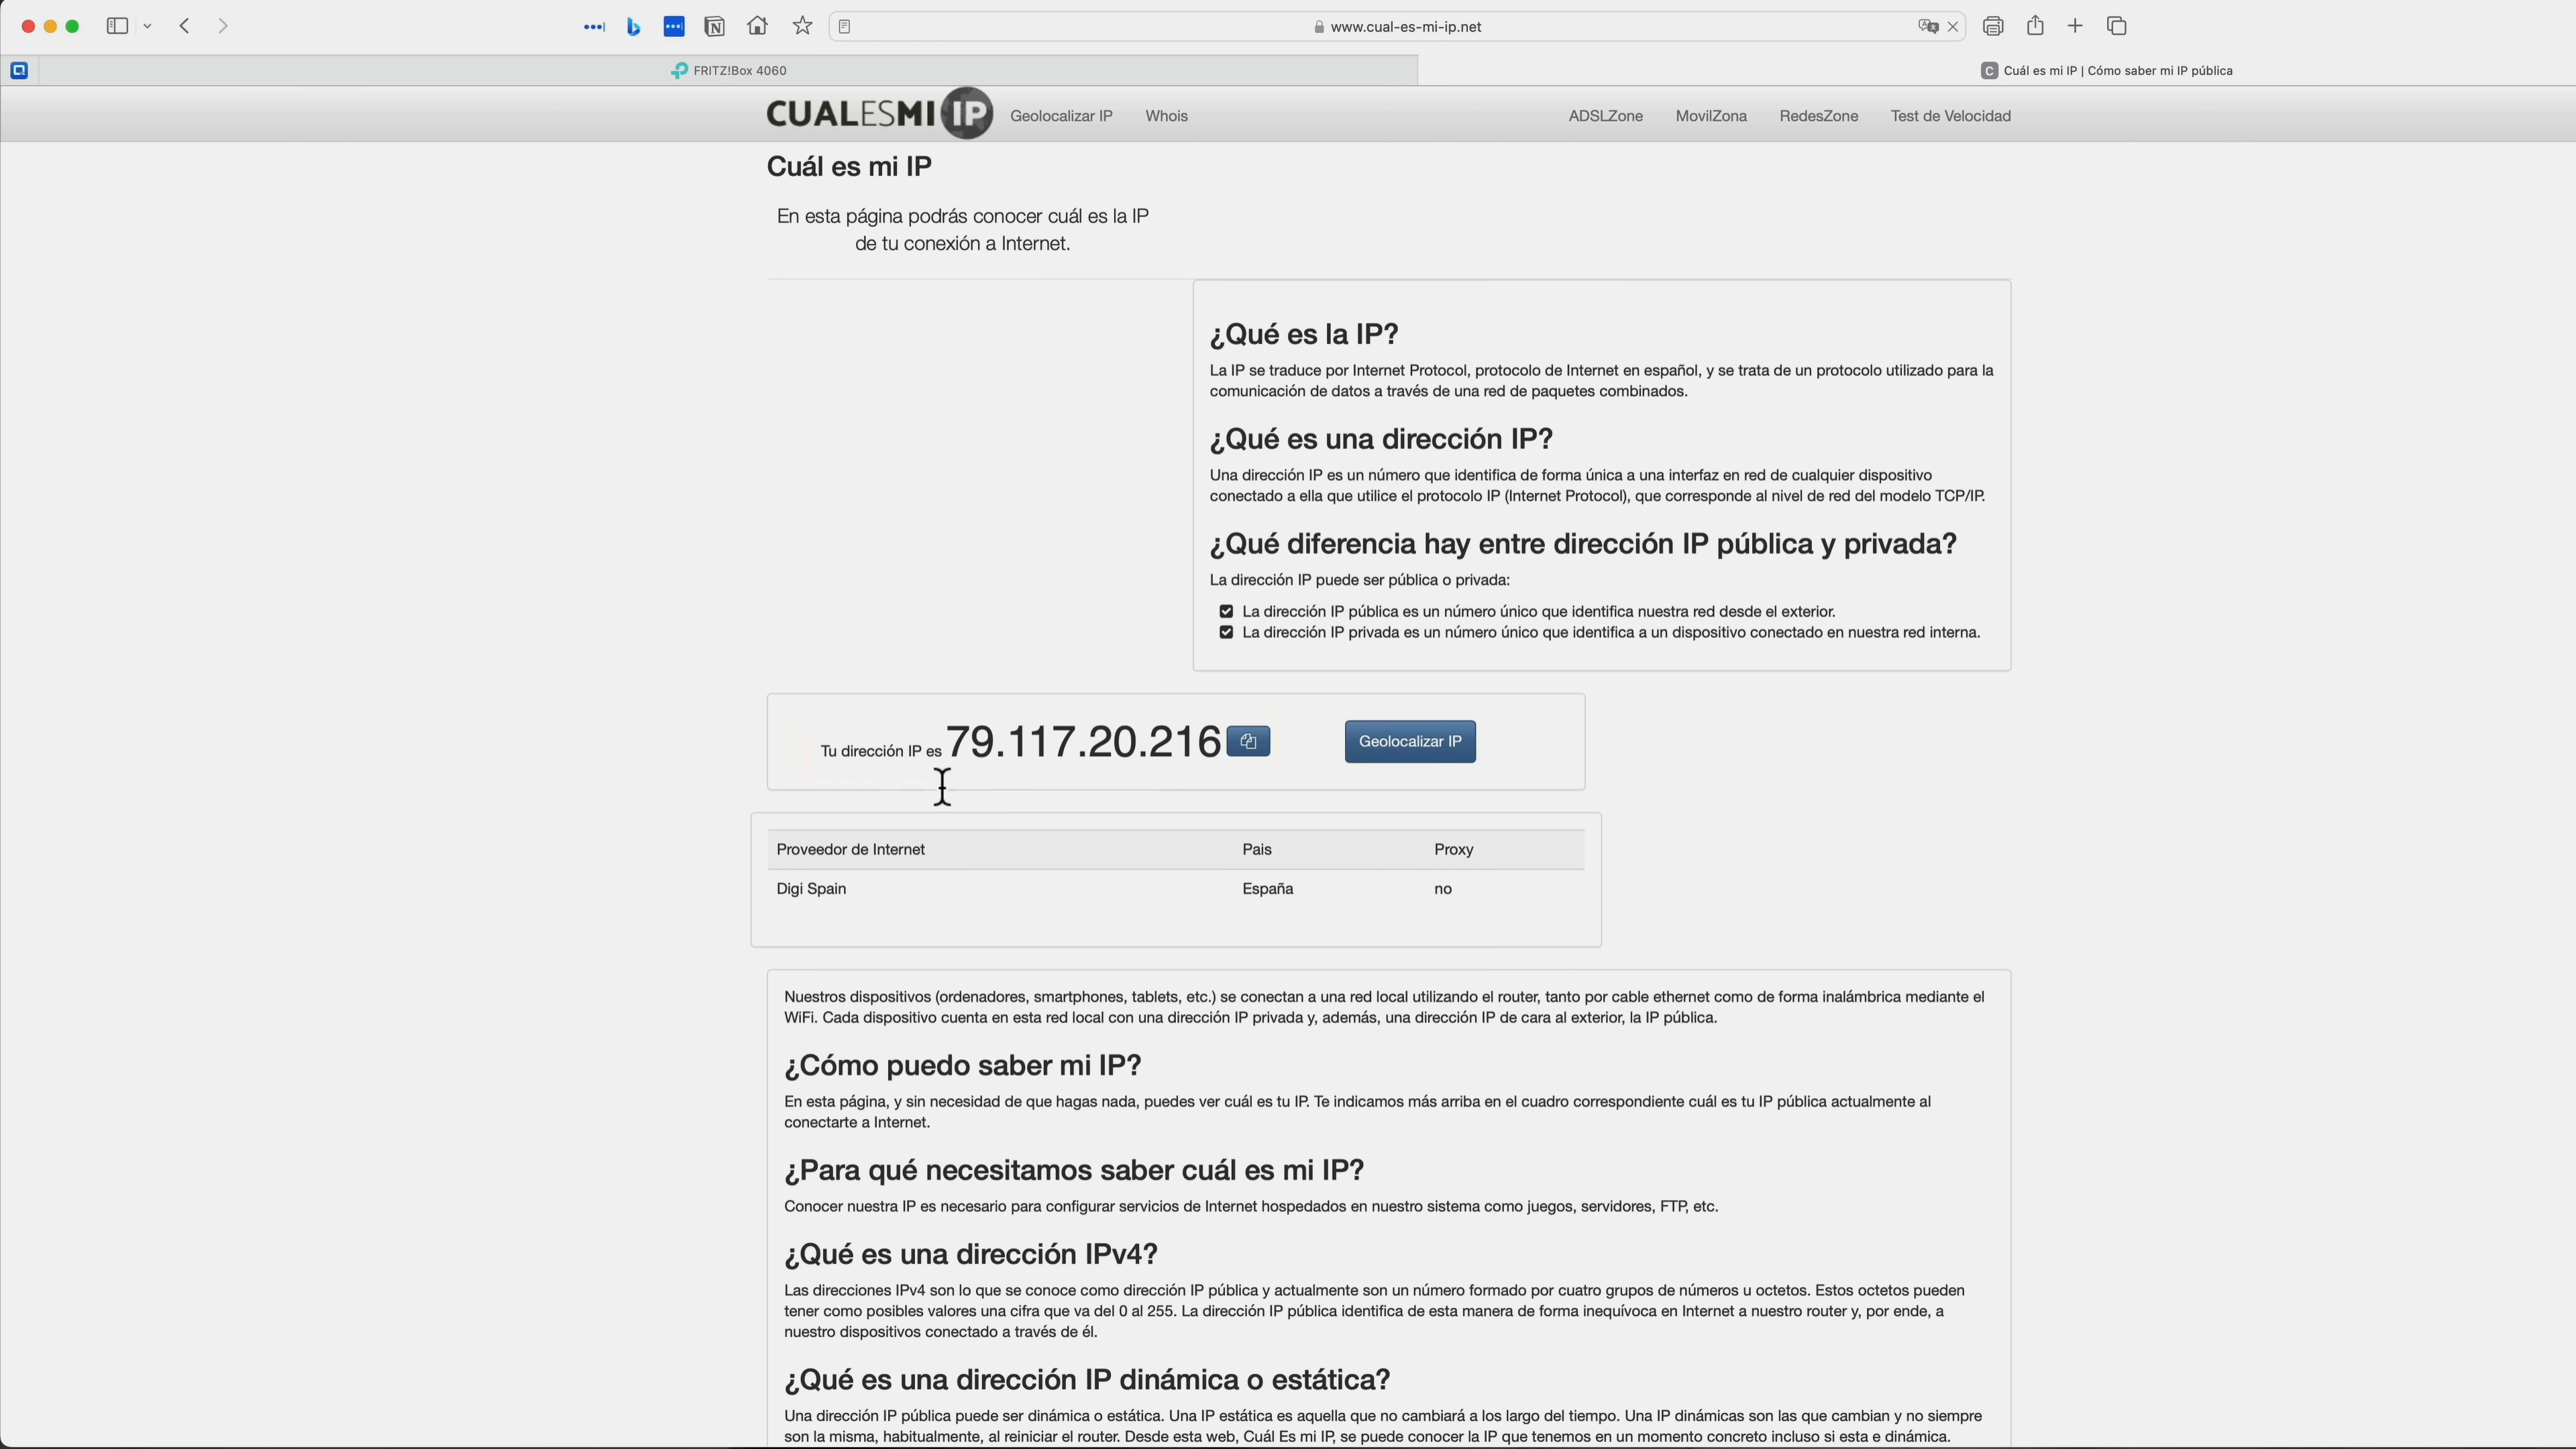 www.cual-es-mi-ip.net
FRITZ!Box 4060
C Cuál es mi IP | Cómo saber mi IP pública
CUALESMI IP
Geolocalizar IP
Whois
ADSLZone
MovilZona
RedesZone
Test de Velocidad
Cuál es mi IP
En esta página podrás conocer cuál es la IP
de tu conexión a Internet.
¿Qué es la IP?
La IP se traduce por Internet Protocol, protocolo de Internet en español, y se trata de un protocolo utilizado para la
comunicación de datos a través de una red de paquetes combinados.
¿Qué es una dirección IP?
Una dirección IP es un número que identifica de forma única a una interfaz en red de cualquier dispositivo
conectado a ella que utilice el protocolo IP (Internet Protocol), que corresponde al nivel de red del modelo TCP/IP.
¿Qué diferencia hay entre dirección IP pública y privada?
La dirección IP puede ser pública o privada:
La dirección IP pública es un número único que identifica nuestra red desde el exterior.
La dirección IP privada es un número único que identifica a un dispositivo conectado en nuestra red interna.
Tu dirección IP es 79.117.20.216
Geolocalizar IP
Proveedor de Internet Pais Proxy
Digi Spain España no
Nuestros dispositivos (ordenadores, smartphones, tablets, etc.) se conectan a una red local utilizando el router, tanto por cable ethernet como de forma inalámbrica mediante el
WiFi. Cada dispositivo cuenta en esta red local con una dirección IP privada y, además, una dirección IP de cara al exterior, la IP pública.
¿Cómo puedo saber mi IP?
En esta página, y sin necesidad de que hagas nada, puedes ver cuál es tu IP. Te indicamos más arriba en el cuadro correspondiente cuál es tu IP pública actualmente al
conectarte a Internet.
¿Para qué necesitamos saber cuál es mi IP?
Conocer nuestra IP es necesario para configurar servicios de Internet hospedados en nuestro sistema como juegos, servidores, FTP, etc.
¿Qué es una dirección IPv4?
Las direcciones IPv4 son lo que se conoce como dirección IP pública y actualmente son un número formado por cuatro grupos de números u octetos. Estos octetos pueden
tener como posibles valores una cifra que va del 0 al 255. La dirección IP pública identifica de esta manera de forma inequívoca en Internet a nuestro router y, por ende, a
nuestro dispositivos conectado a través de él.
¿Qué es una dirección IP dinámica o estática?
Una dirección IP pública puede ser dinámica o estática. Una IP estática es aquella que no cambiará a los largo del tiempo. Una IP dinámicas son las que cambian y no siempre
son la misma, habitualmente, al reiniciar el router. Desde esta web, Cuál Es mi IP, se puede conocer la IP que tenemos en un momento concreto incluso si esta e dinámica.